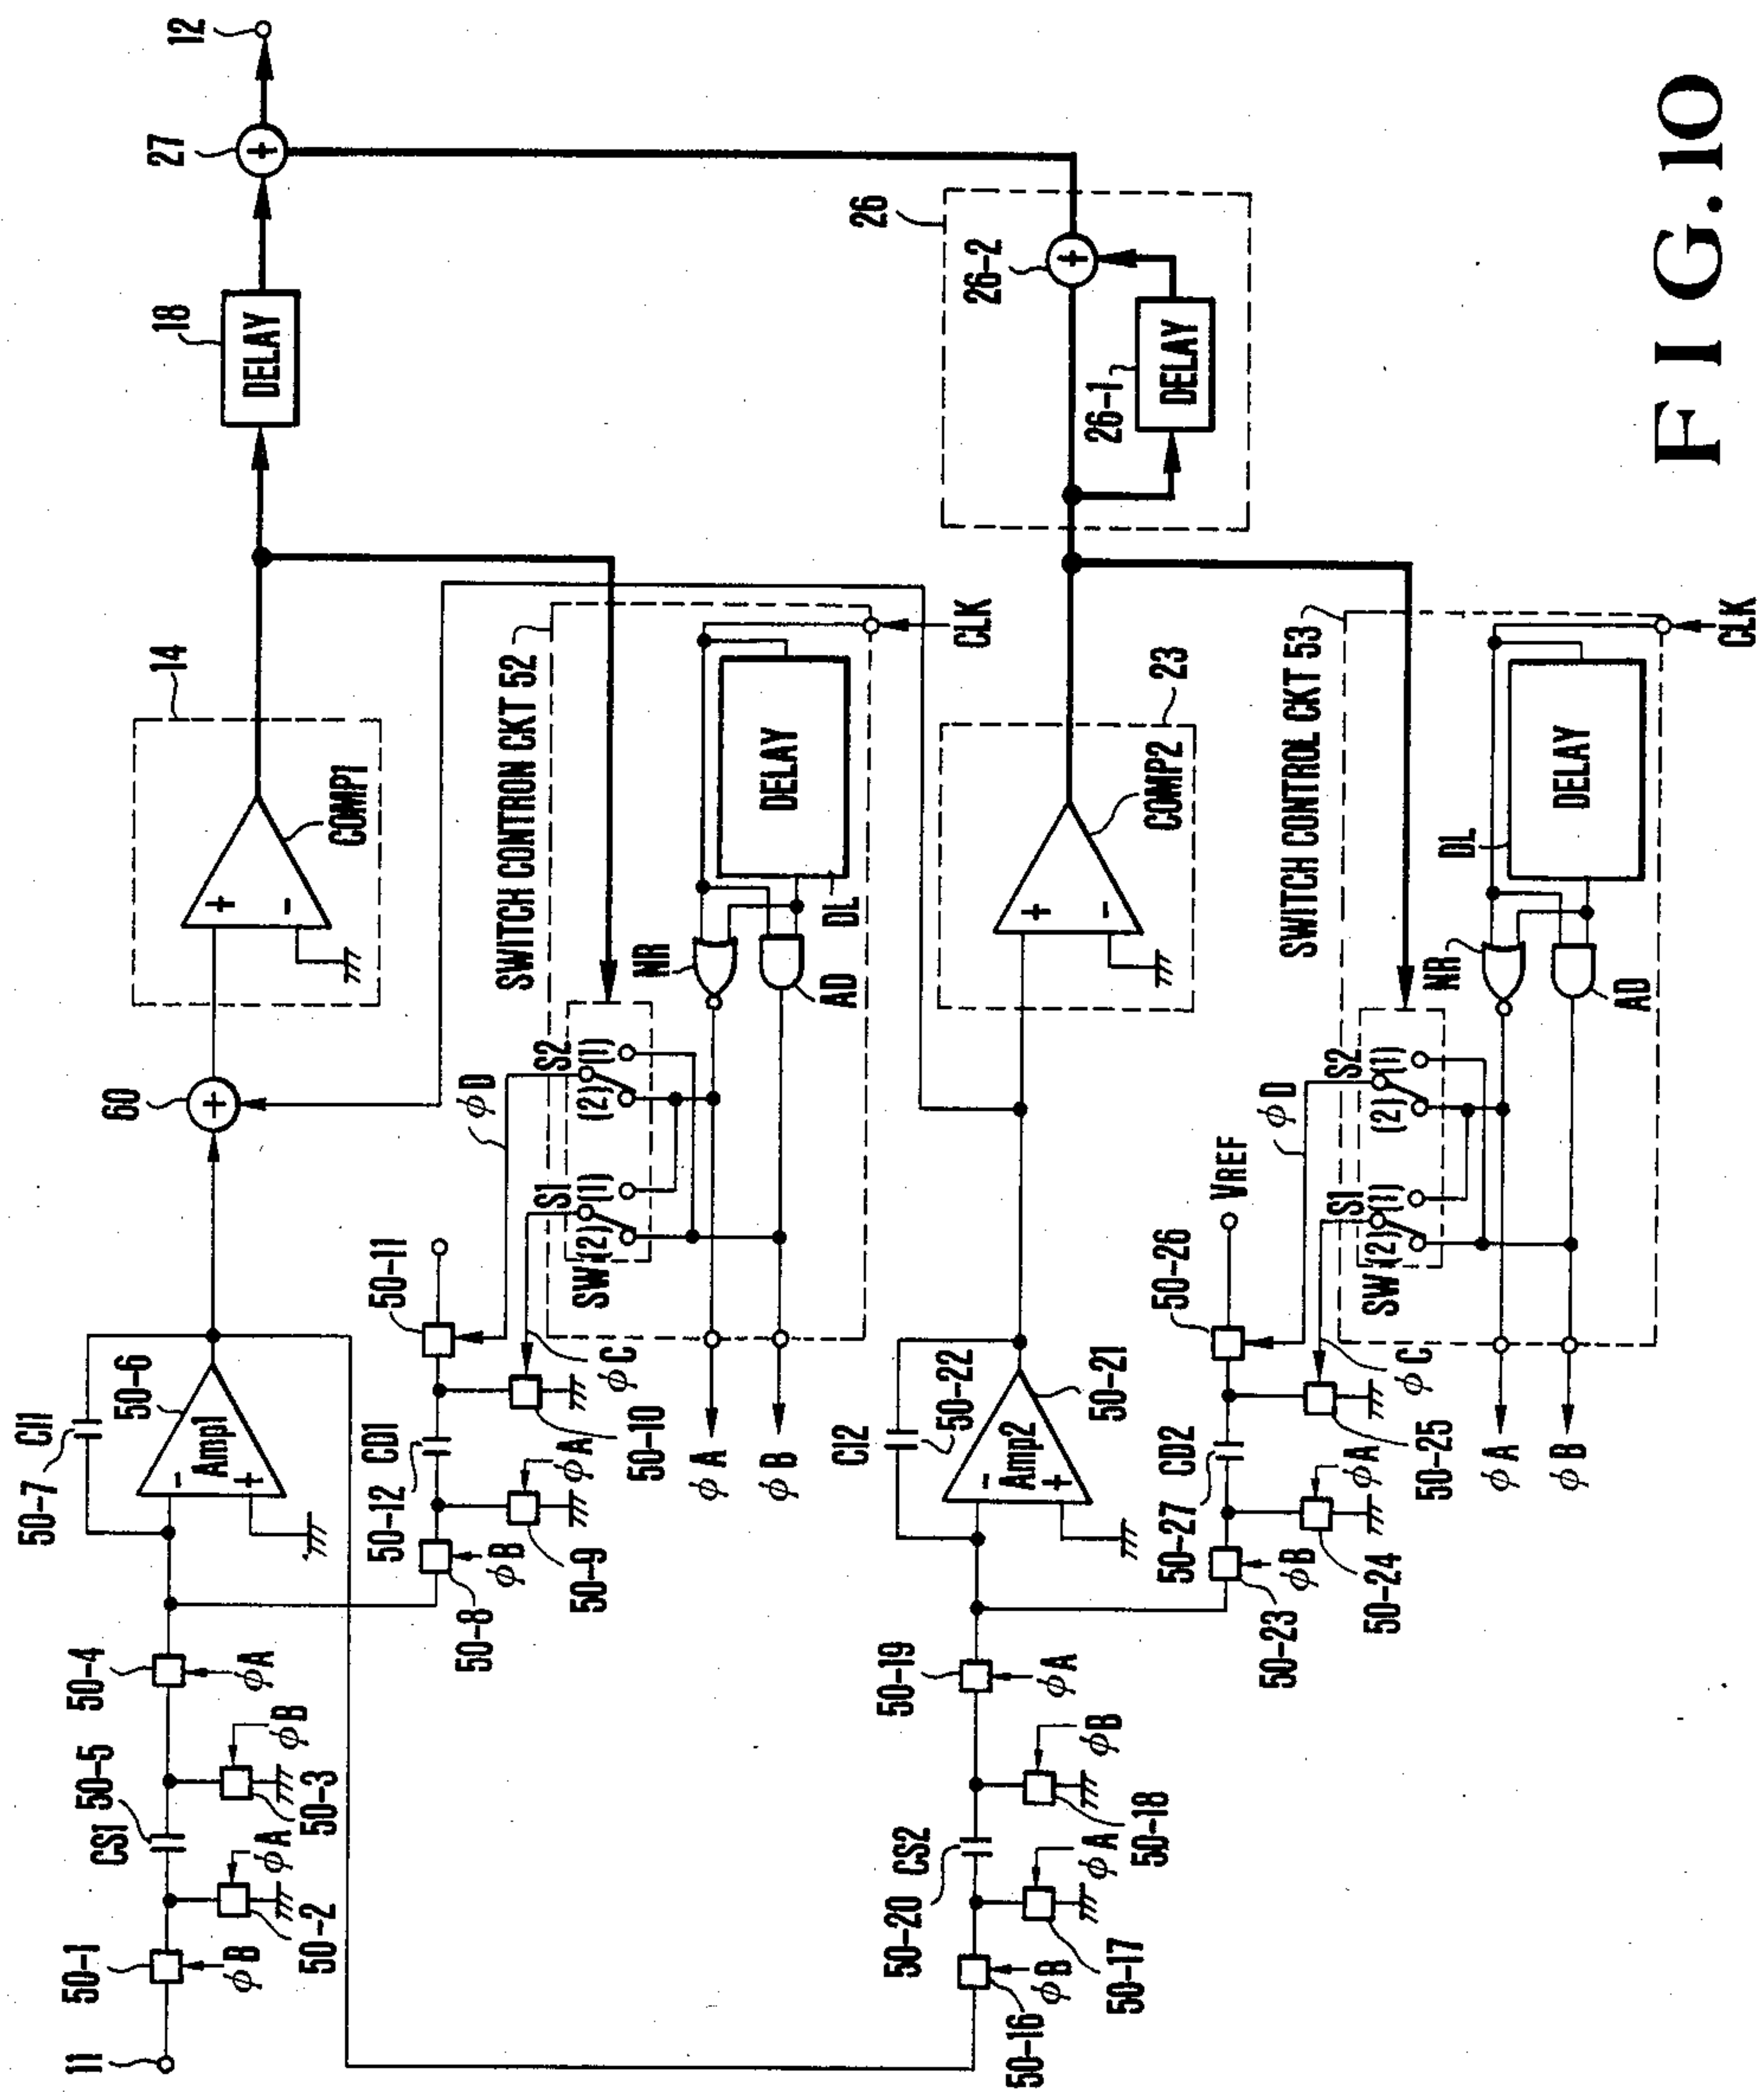 FIG.10
11
50-1
φB
50-2
φA
CS1
50-5
50-3
φB
50-4
φA
50-7
CI1
50-6
Amp1
-
+
60
+
14
+
-
COMP1
18
DELAY
27
+
12
50-8
φB
50-12
CD1
50-9
φA
50-10
φC
50-11
φD
SWITCH CONTRON CKT 52
SW
S1
(2)
(1)
S2
(2)
(1)
NR
AD
DL
DELAY
CLK
φA
φB
50-16
φB
50-17
φA
50-20
CS2
50-18
φB
50-19
φA
CI2
50-22
50-21
Amp2
-
+
23
+
-
COMP2
26
26-1
DELAY
26-2
+
50-23
φB
50-27
CD2
50-24
φA
50-25
φC
50-26
VREF
φD
SWITCH CONTROL CKT 53
SW
S1
(2)
(1)
S2
(2)
(1)
NR
AD
DL
DELAY
CLK
φA
φB